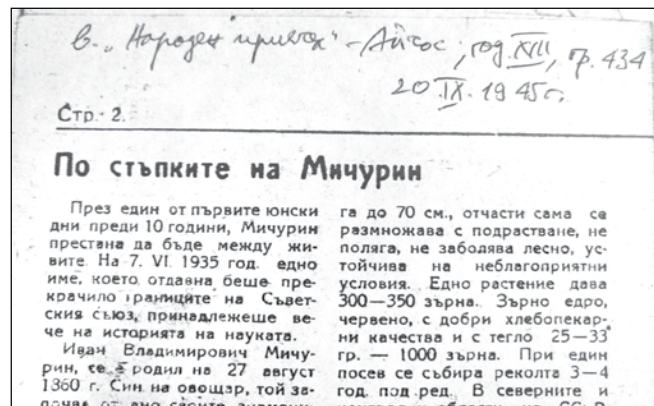 в. „Народен приятел" – Айтос, год. XVII, бр. 434
20 IX. 1945 г.
Стр. 2.
По стъпките на Мичурин
През един от първите юнски
дни преди 10 години, Мичурин
престана да бъде между жи-
вите. На 7. VI. 1935 год. едно
име, което отдавна беше пре-
крачило границите на Съвет-
ския съюз, принадлежеше ве-
че на историята на науката.
Иван Владимирович Мичу-
рин, се е родил на 27 август
1860 г. Син на овощар, той за-
га до 70 см., отчасти сама се
размножава с подрастване, не
поляга, не заболява лесно, ус-
тойчива на неблагоприятни
условия. Едно растение дава
300—350 зърна. Зърно едро,
червено, с добри хлебопекар-
ни качества и с тегло 25—33
гр. — 1000 зърна. При един
посев се събира реколта 3—4
год. под ред. В северните и